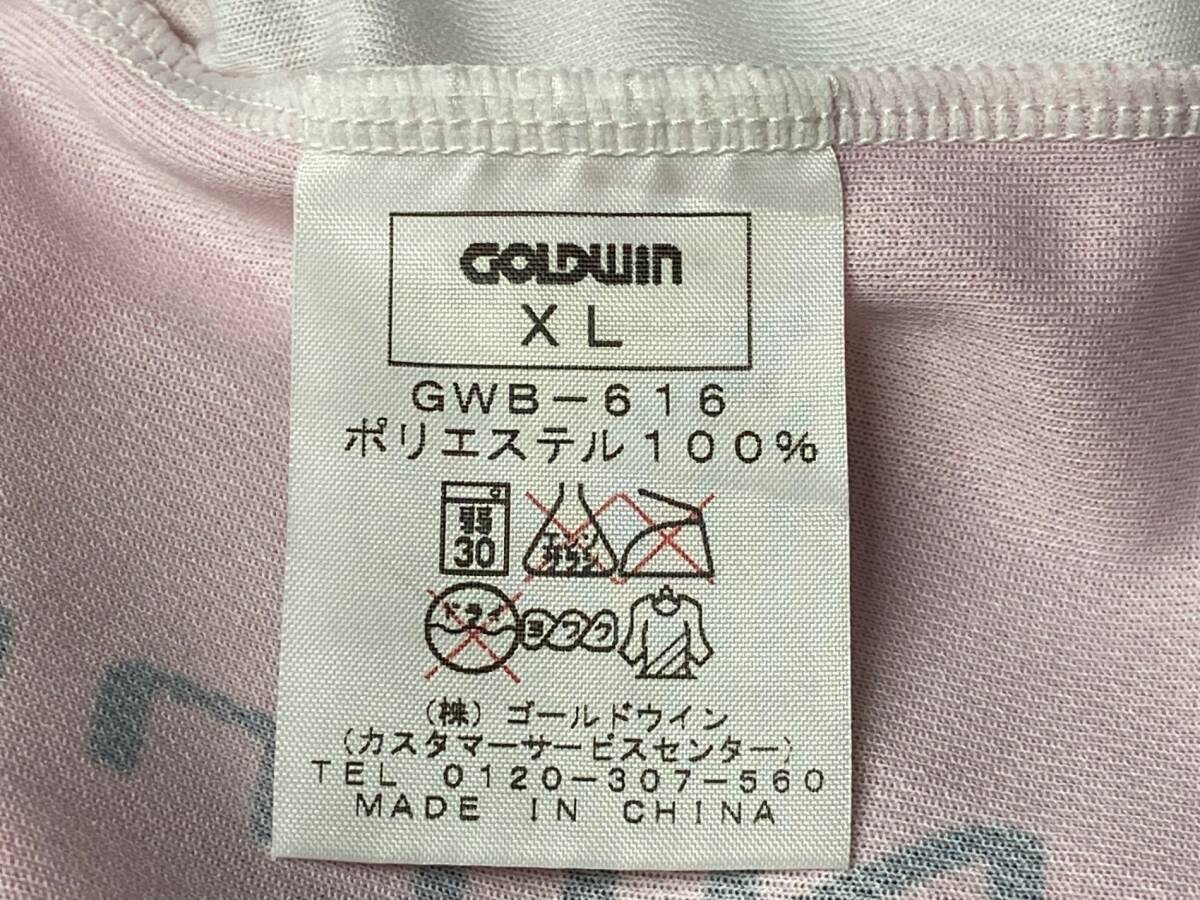 GOLDWIN
XL
GWB-616
ポリエステル100%
弱
30
エンソ
サラシ
ドライ
ヨワク
(株)ゴールドウイン
(カスタマーサービスセンター)
TEL 0120-307-560
MADE IN CHINA